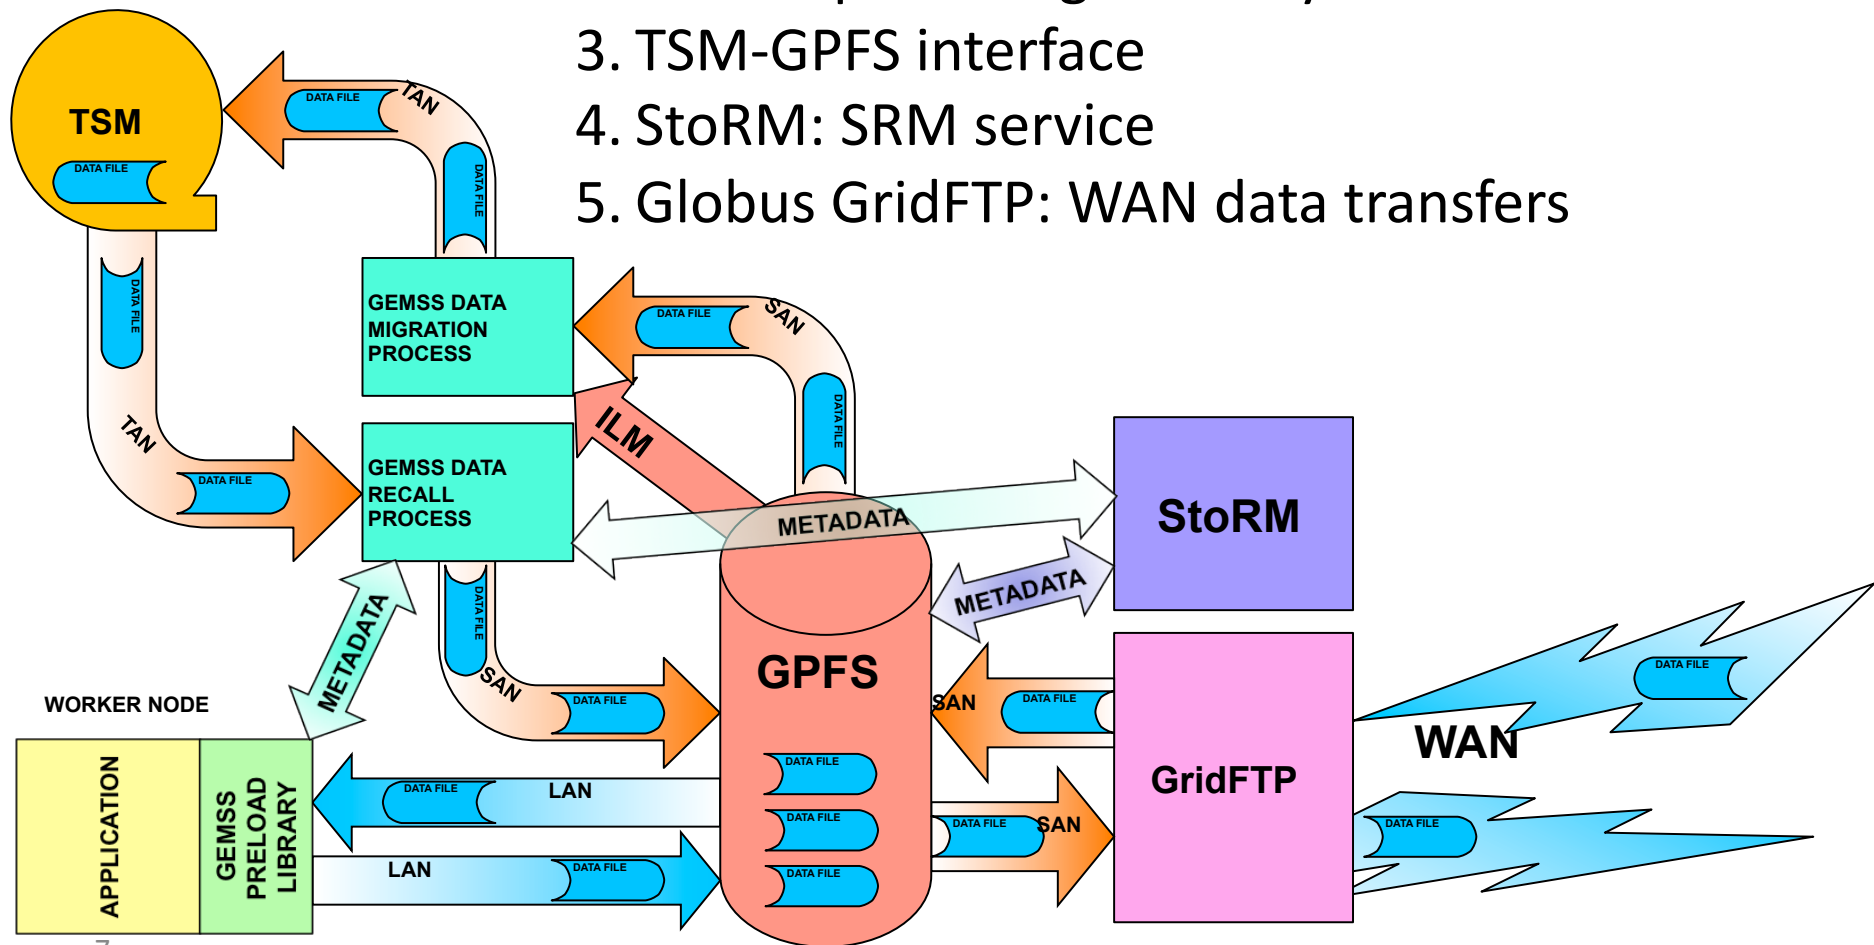 3. TSM-GPFS interface
4. StoRM: SRM service
5. Globus GridFTP: WAN data transfers
TSM
DATA FILE
DATA FILE
TAN
DATA FILE
DATA FILE
TAN
DATA FILE
GEMSS DATA
MIGRATION
PROCESS
DATA FILE
SAN
DATA FILE
ILM
GEMSS DATA
RECALL
PROCESS
METADATA
StoRM
METADATA
METADATA
DATA FILE
SAN
DATA FILE
GPFS
SAN
DATA FILE
GridFTP
WAN
DATA FILE
WORKER NODE
APPLICATION
GEMSS
PRELOAD
LIBRARY
DATA FILE
LAN
LAN
DATA FILE
DATA FILE
DATA FILE
DATA FILE
DATA FILE
SAN
DATA FILE